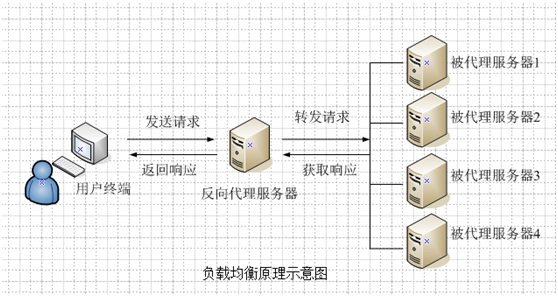 被代理服务器1
发送请求
转发请求
被代理服务器2
返回响应
获取响应
用户终端
反向代理服务器
被代理服务器3
被代理服务器4
负载均衡原理示意图